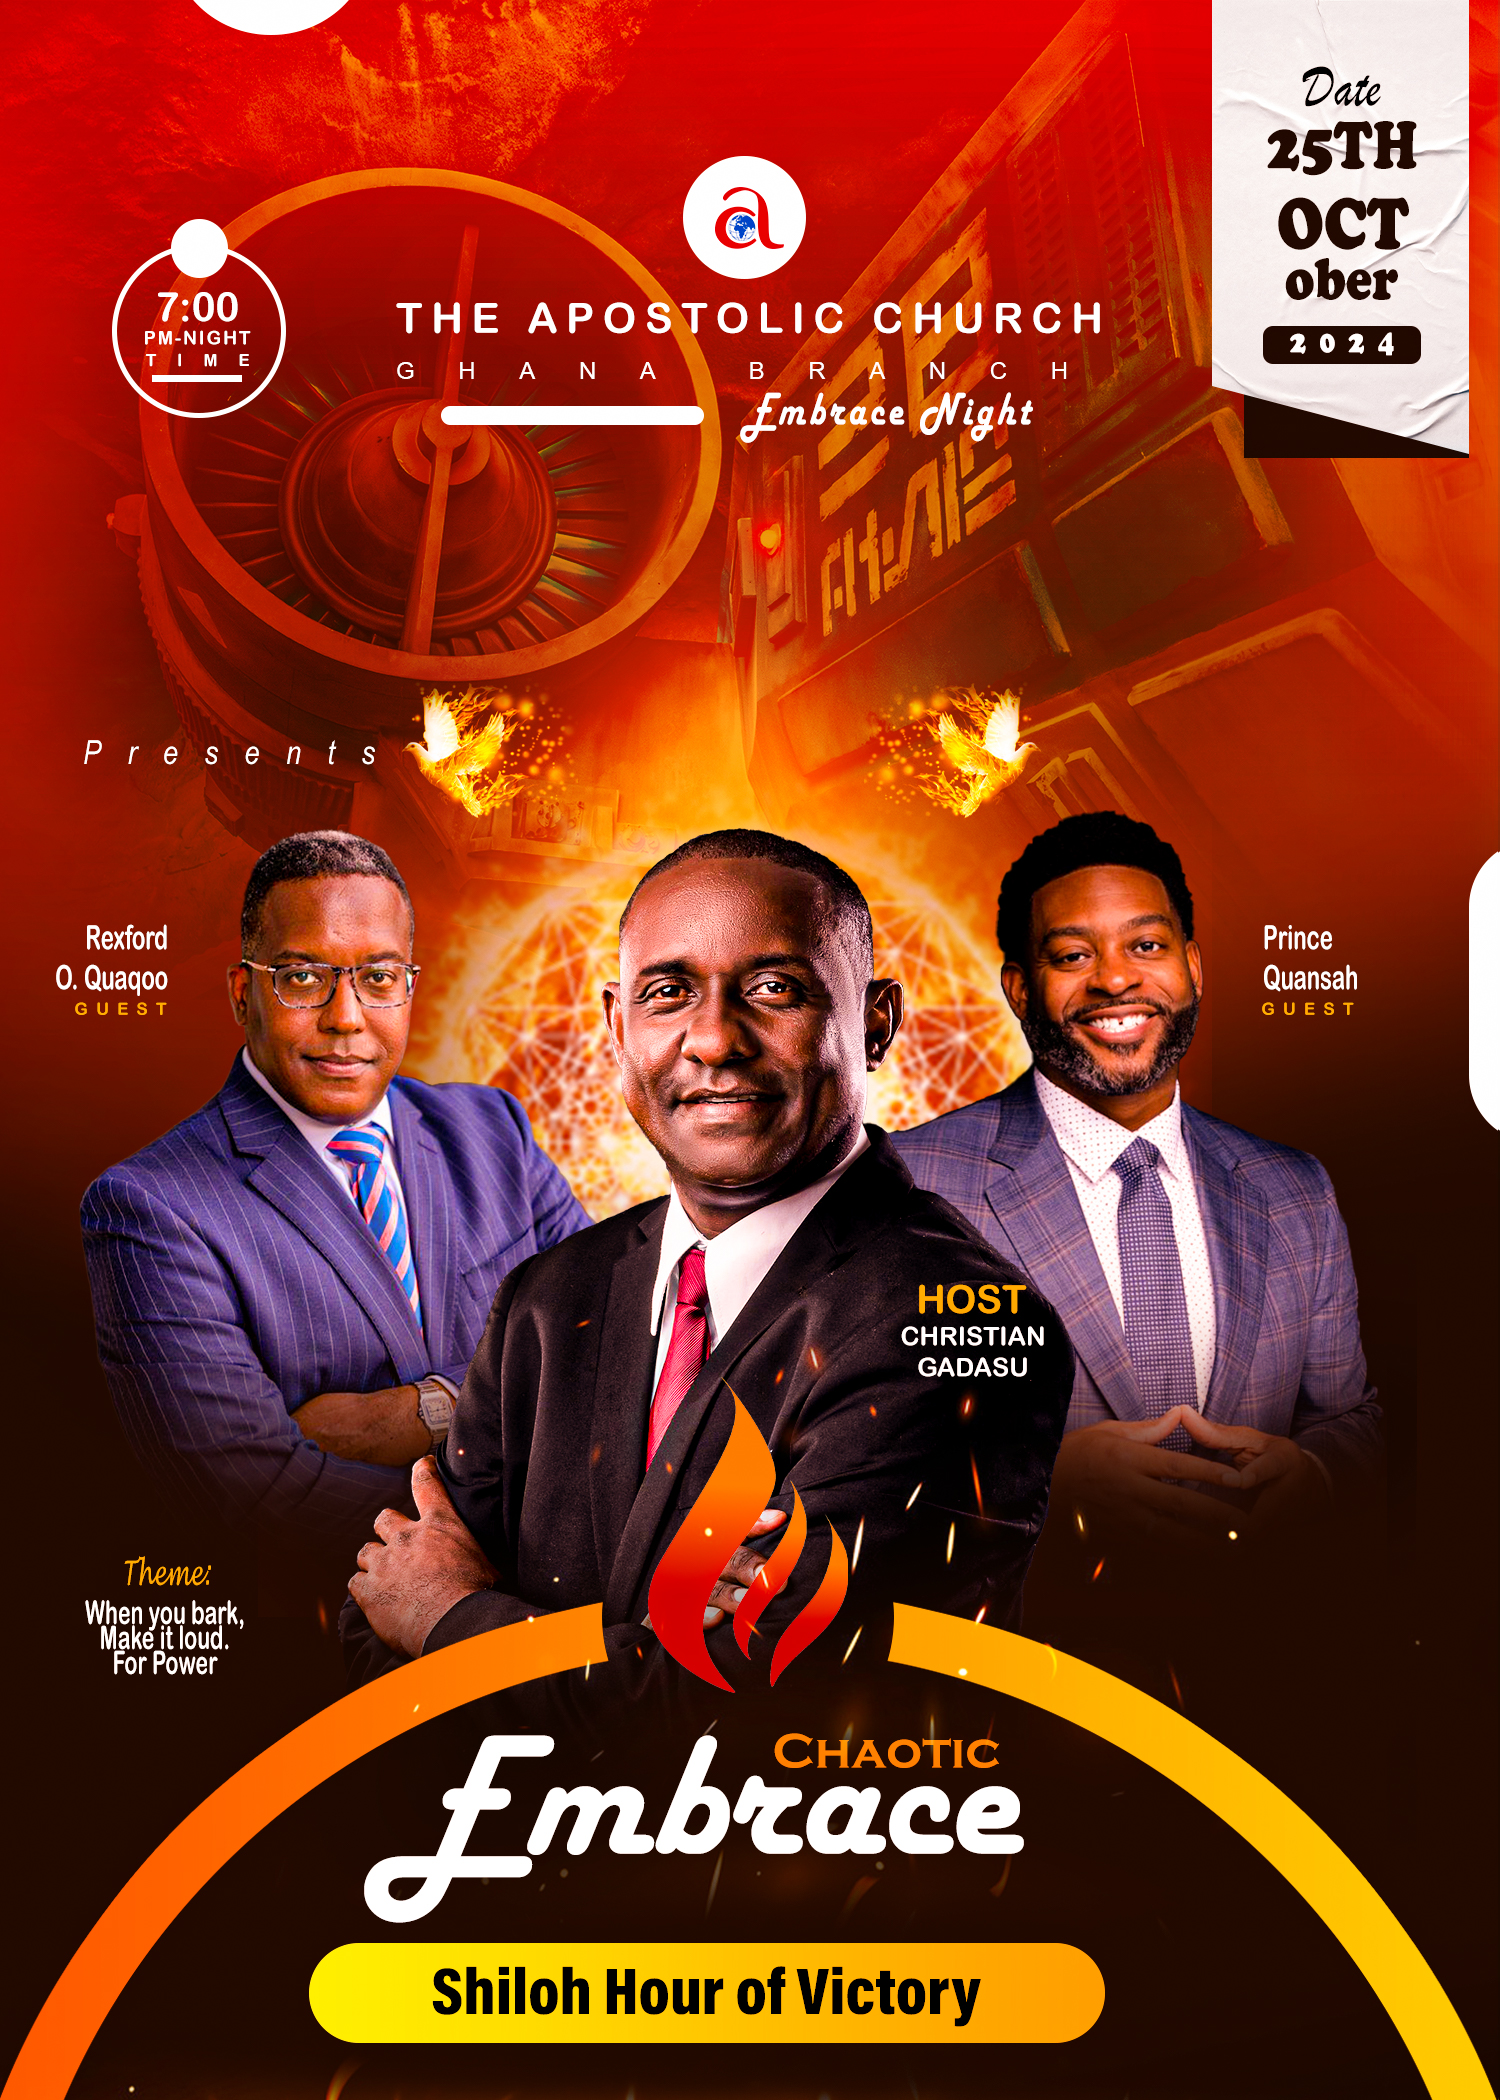 Date
25TH
OCT
ober
2024
7:00
PM-NIGHT
TIME
a
THE APOSTOLIC CHURCH
GHANA BRANCH
Embrace Night
Presents
Rexford
O. Quaqoo
GUEST
Prince
Quansah
GUEST
HOST
CHRISTIAN
GADASU
Theme:
When you bark,
Make it loud.
For Power
CHAOTIC
Embrace
Shiloh Hour of Victory